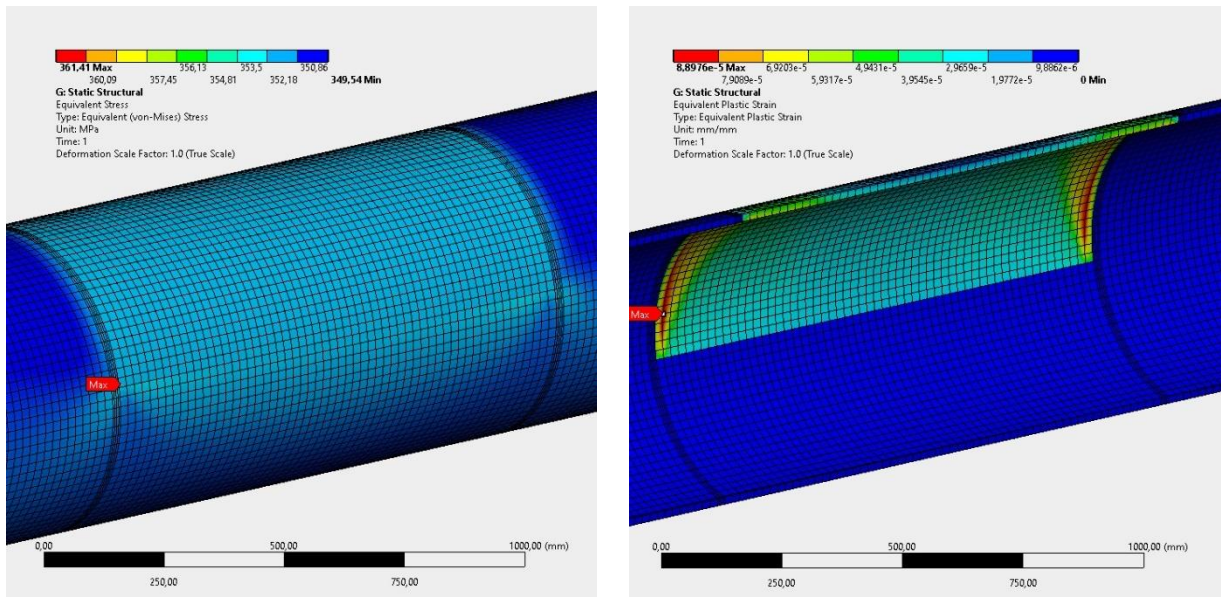 361,41 Max 356,13 353,5 350,86
360,09 357,45 354,81 352,18 349,54 Min
G: Static Structural
Equivalent Stress
Type: Equivalent (von-Mises) Stress
Unit: MPa
Time: 1
Deformation Scale Factor: 1.0 (True Scale)
Max
0,00 500,00 1000,00 (mm)
250,00 750,00
8,8976e-5 Max 6,9203e-5 4,9431e-5 2,9659e-5 9,8862e-6
7,9089e-5 5,9317e-5 3,9545e-5 1,9772e-5 0 Min
G: Static Structural
Equivalent Plastic Strain
Type: Equivalent Plastic Strain
Unit: mm/mm
Time: 1
Deformation Scale Factor: 1.0 (True Scale)
Max
0,00 500,00 1000,00 (mm)
250,00 750,00